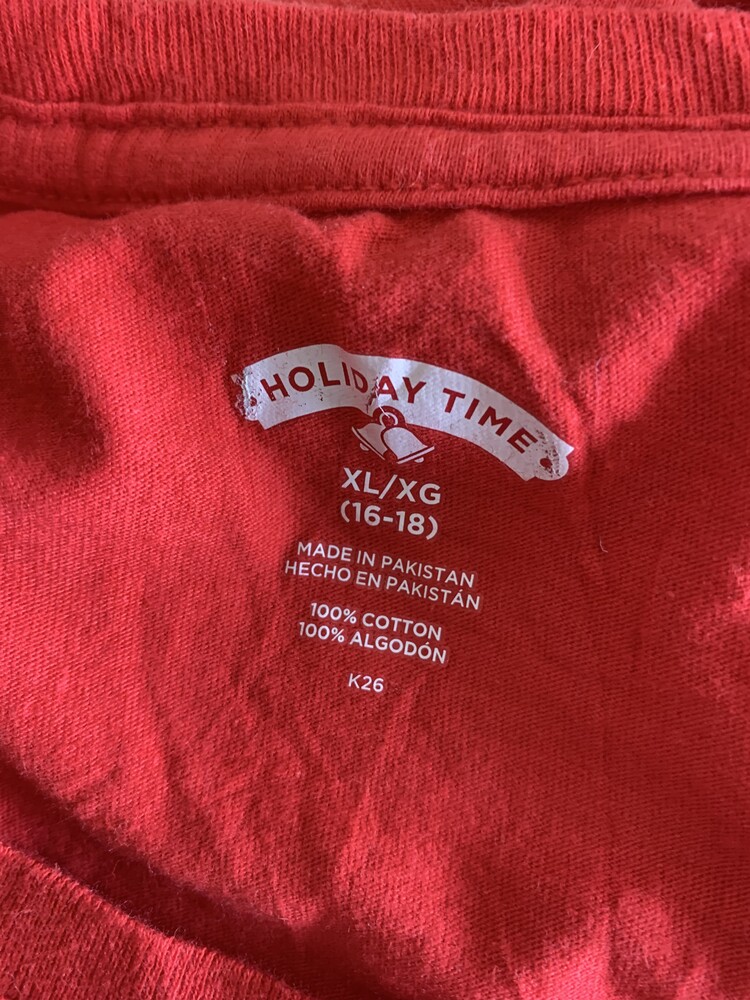 HOLIDAY TIME
XL/XG
(16-18)
MADE IN PAKISTAN
HECHO EN PAKISTÁN
100% COTTON
100% ALGODÓN
K26